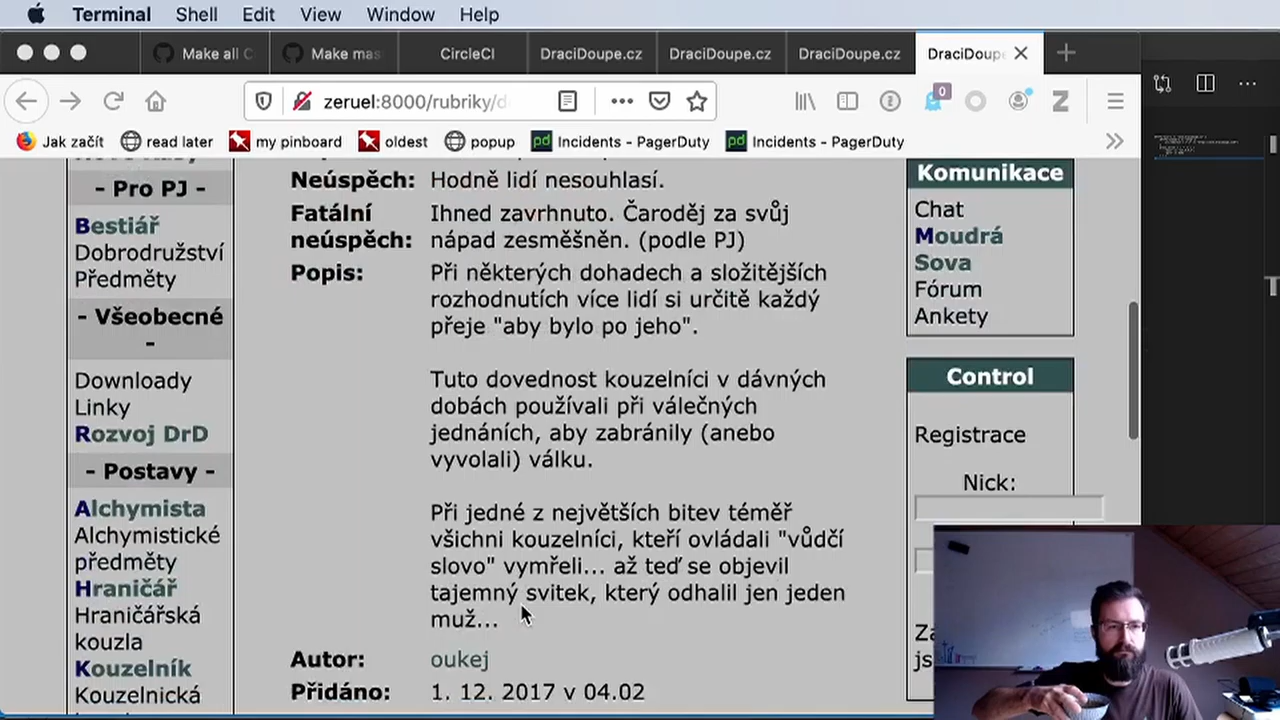 Terminal Shell Edit View Window Help
Make all C
Make mas
CircleCI
DraciDoupe.cz
DraciDoupe.cz
DraciDoupe.cz
DraciDoupe
zeruel:8000/rubriky/d
0
Z
Jak začít
read later
my pinboard
oldest
popup
pd Incidents - PagerDuty
pd Incidents - PagerDuty
- Pro PJ -
Bestiář
Dobrodružství
Předměty
- Všeobecné
-
Downloady
Linky
Rozvoj DrD
- Postavy -
Alchymista
Alchymistické
předměty
Hraničář
Hraničářská
kouzla
Kouzelník
Kouzelnická
Neúspěch: Hodně lidí nesouhlasí.
Fatální neúspěch: Ihned zavrhnuto. Čaroděj za svůj
nápad zesměšněn. (podle PJ)
Popis: Při některých dohadech a složitějších
rozhodnutích více lidí si určitě každý
přeje "aby bylo po jeho".
Tuto dovednost kouzelníci v dávných
dobách používali při válečných
jednáních, aby zabránily (anebo
vyvolali) válku.
Při jedné z největších bitev téměř
všichni kouzelníci, kteří ovládali "vůdčí
slovo" vymřeli... až teď se objevil
tajemný svitek, který odhalil jen jeden
muž...
Autor: oukej
Přidáno: 1. 12. 2017 v 04.02
Komunikace
Chat
Moudrá
Sova
Fórum
Ankety
Control
Registrace
Nick: